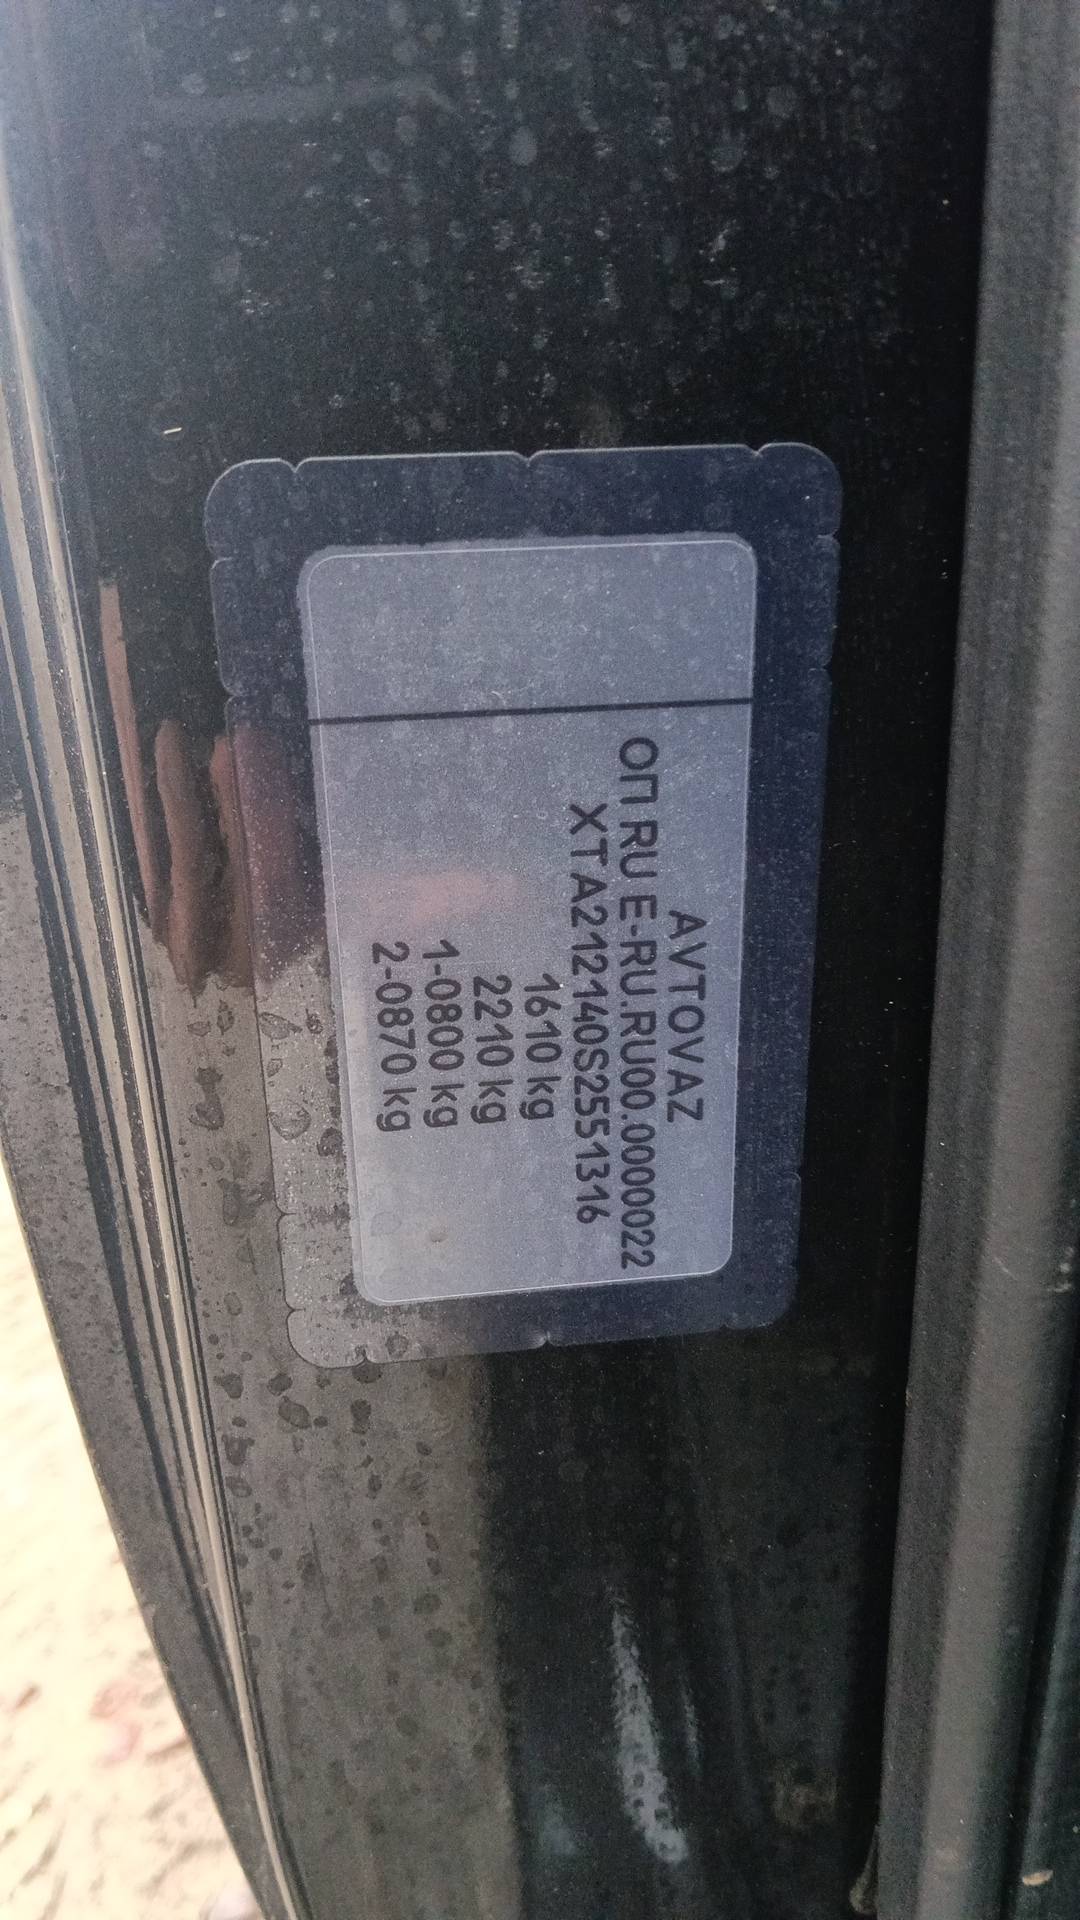 AVTOVAZ
ОП RU E-RU.RU00.0000022
XTA212140S2551316
1610 kg
2210 kg
1-0800 kg
2-0870 kg